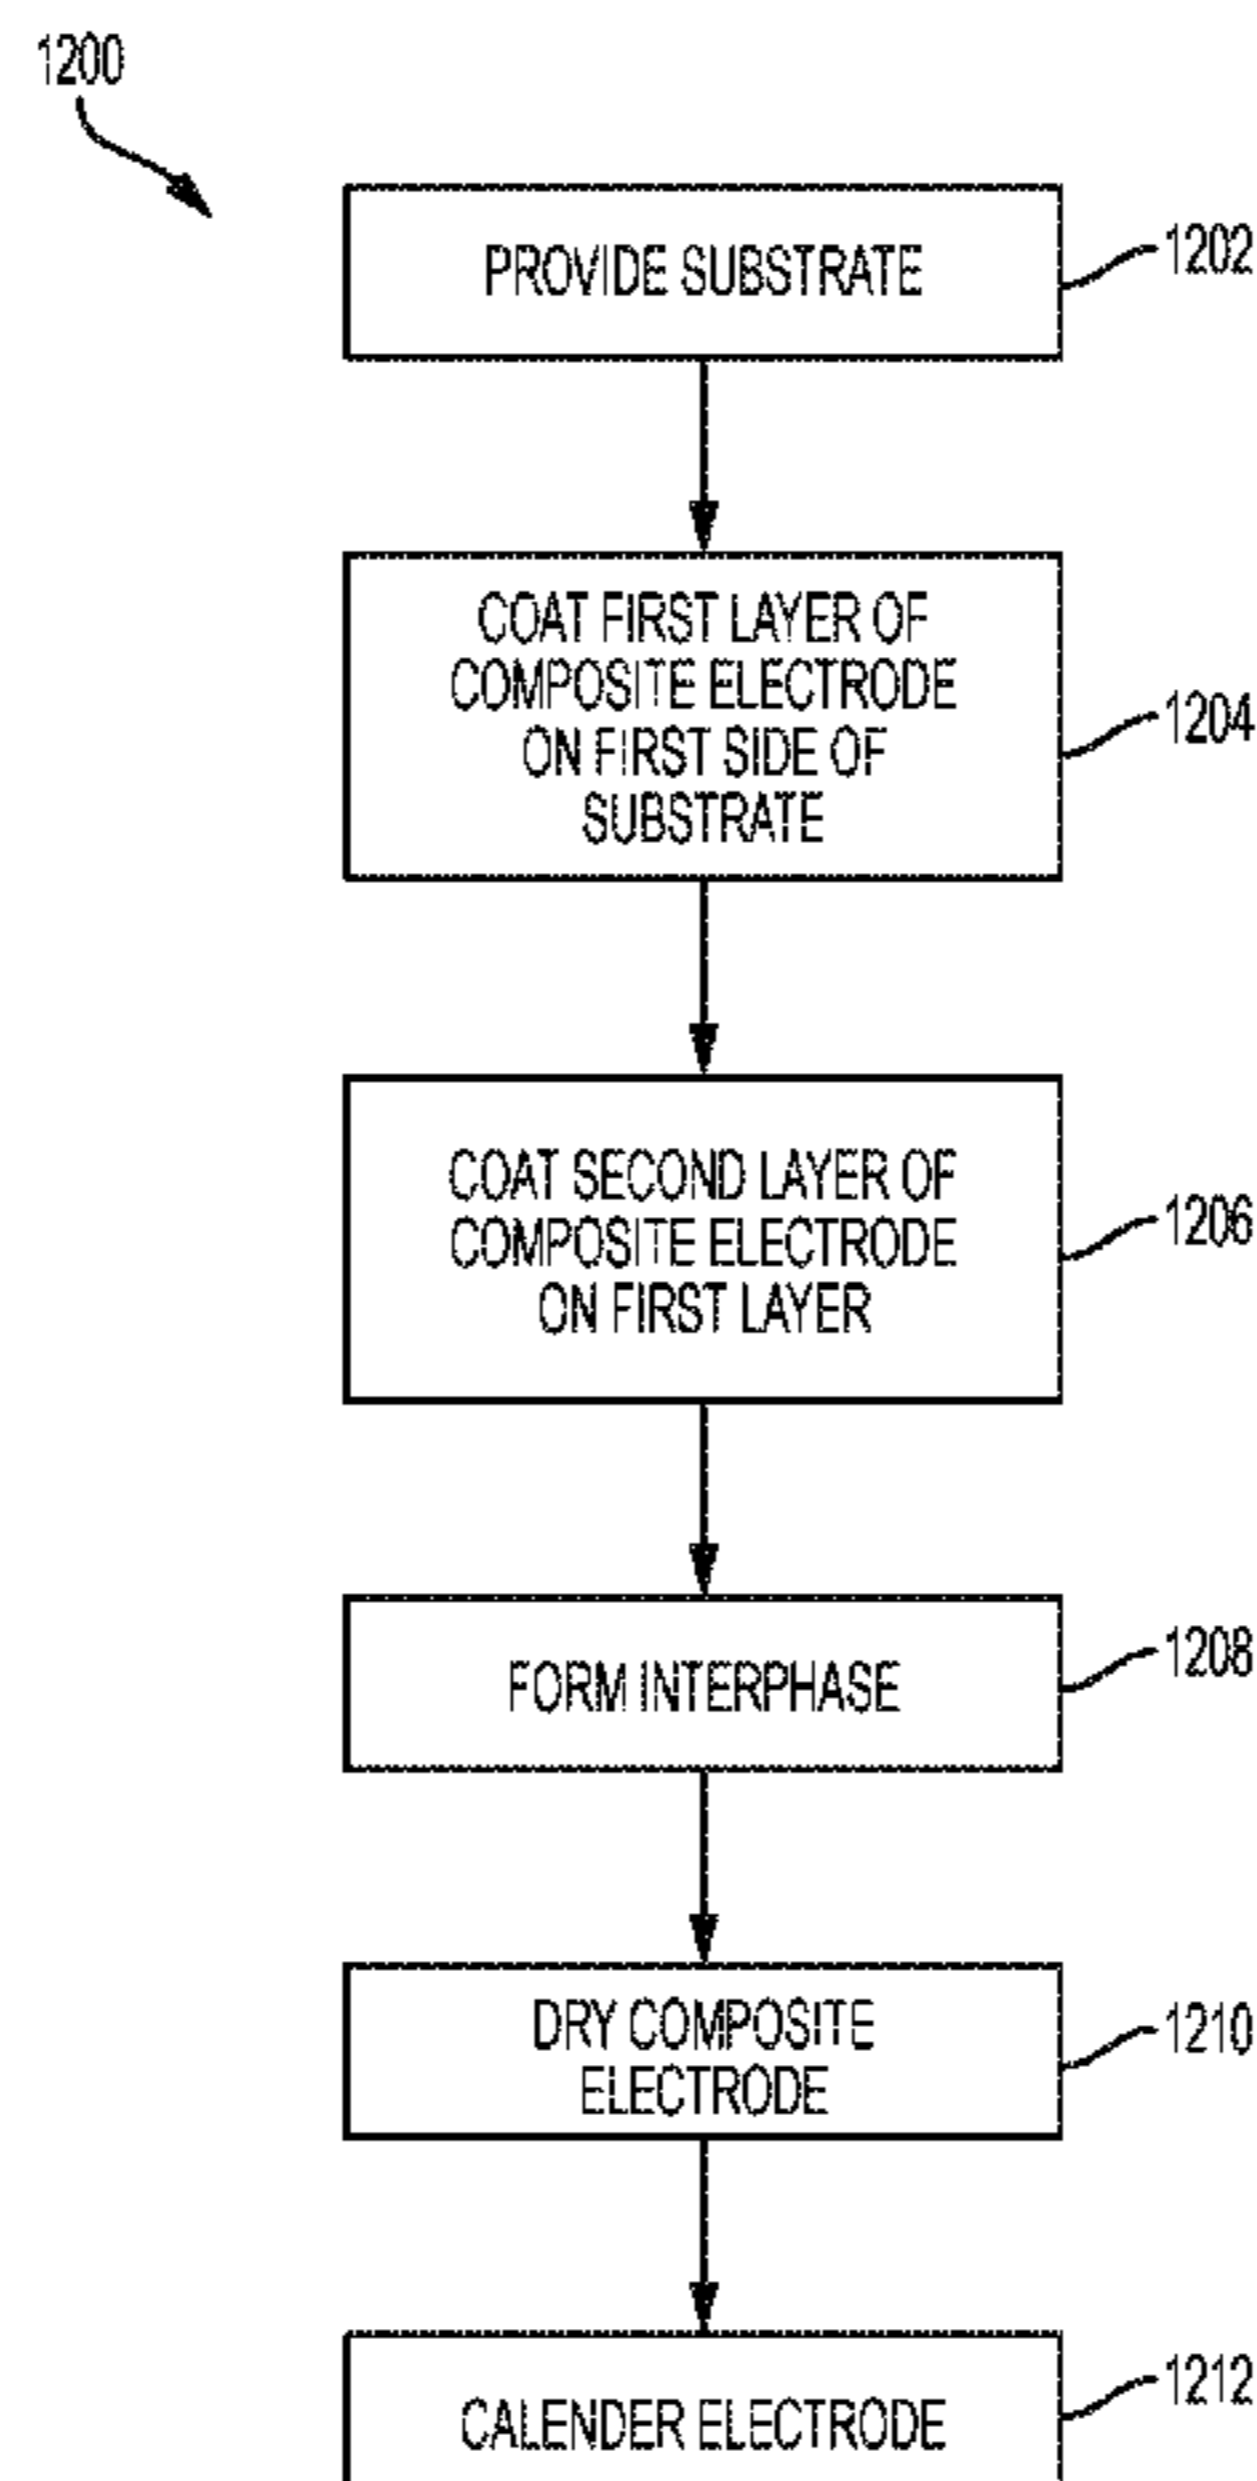 1200
PROVIDE SUBSTRATE
1202
COAT FIRST LAYER OF
COMPOSITE ELECTRODE
ON FIRST SIDE OF
SUBSTRATE
1204
COAT SECOND LAYER OF
COMPOSITE ELECTRODE
ON FIRST LAYER
1206
FORM INTERPHASE
1208
DRY COMPOSITE
ELECTRODE
1210
CALENDER ELECTRODE
1212